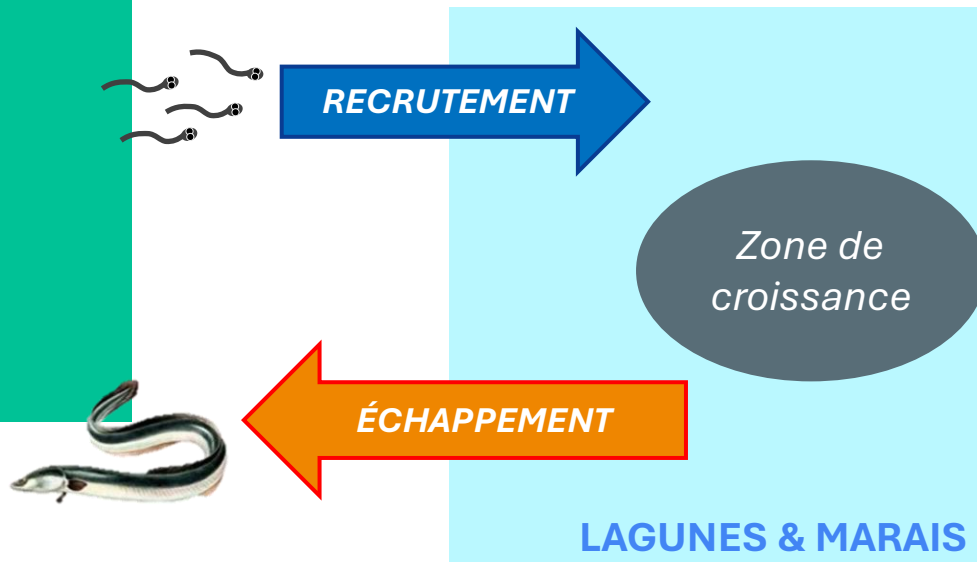 RECRUTEMENT
Zone de
croissance
ÉCHAPPEMENT
LAGUNES & MARAIS